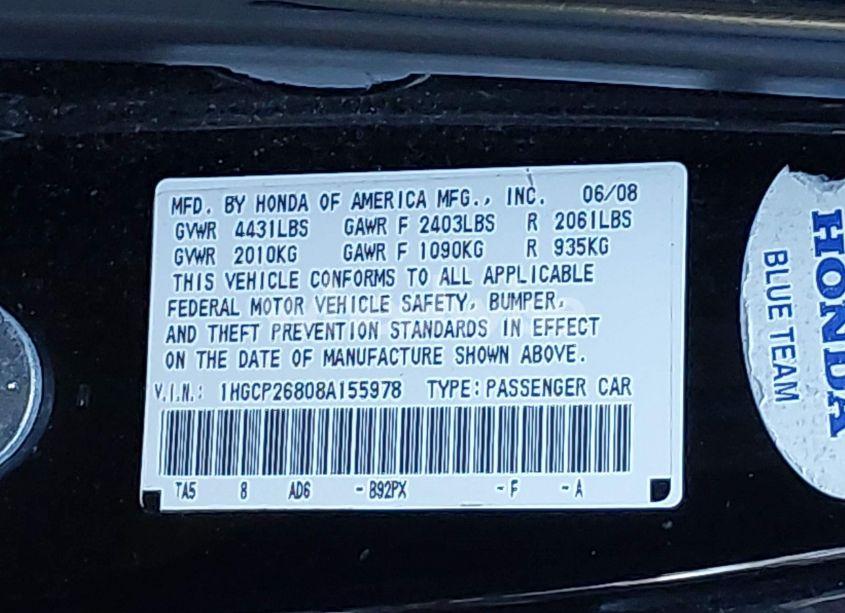 MFD. BY HONDA OF AMERICA MFG., INC. 06/08
GVWR 4431LBS GAWR F 2403LBS R 2061LBS
GVWR 2010KG GAWR F 1090KG R 935KG
THIS VEHICLE CONFORMS TO ALL APPLICABLE
FEDERAL MOTOR VEHICLE SAFETY, BUMPER,
AND THEFT PREVENTION STANDARDS IN EFFECT
ON THE DATE OF MANUFACTURE SHOWN ABOVE.
V.I.N.: 1HGCP26808A155978 TYPE: PASSENGER CAR
TA5 8 AD6 -B92PX -F -A
HONDA
BLUE TEAM